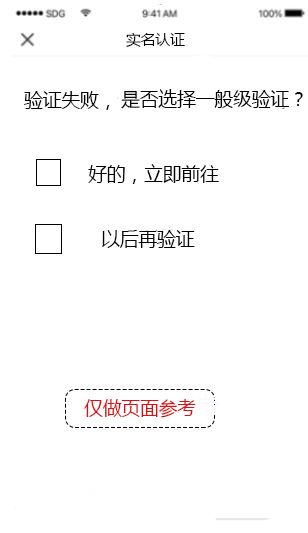 SDG 9:41 AM 100%
实名认证
验证失败，是否选择一般级验证？
好的，立即前往
以后再验证
仅做页面参考